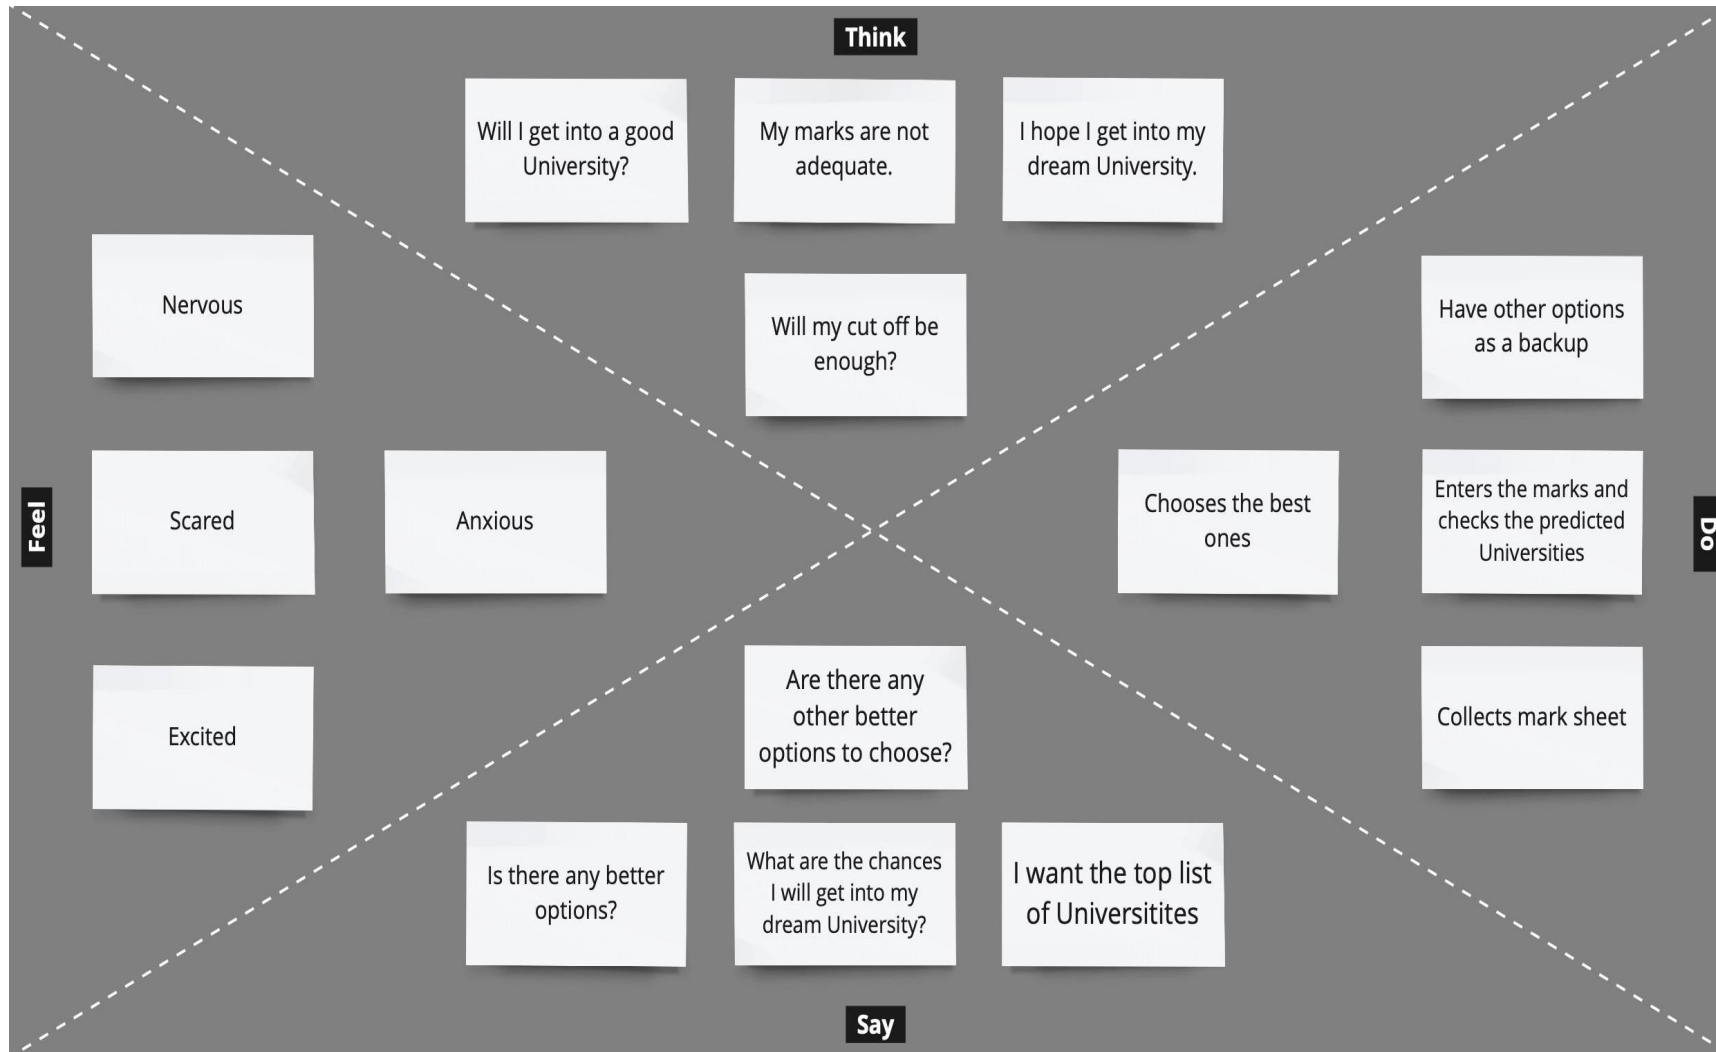 Think
Will I get into a good
University?
My marks are not
adequate.
I hope I get into my
dream University.
Will my cut off be
enough?
Feel
Nervous
Scared
Anxious
Excited
Do
Have other options
as a backup
Chooses the best
ones
Enters the marks and
checks the predicted
Universities
Collects mark sheet
Are there any
other better
options to choose?
Is there any better
options?
What are the chances
I will get into my
dream University?
I want the top list
of Universitites
Say